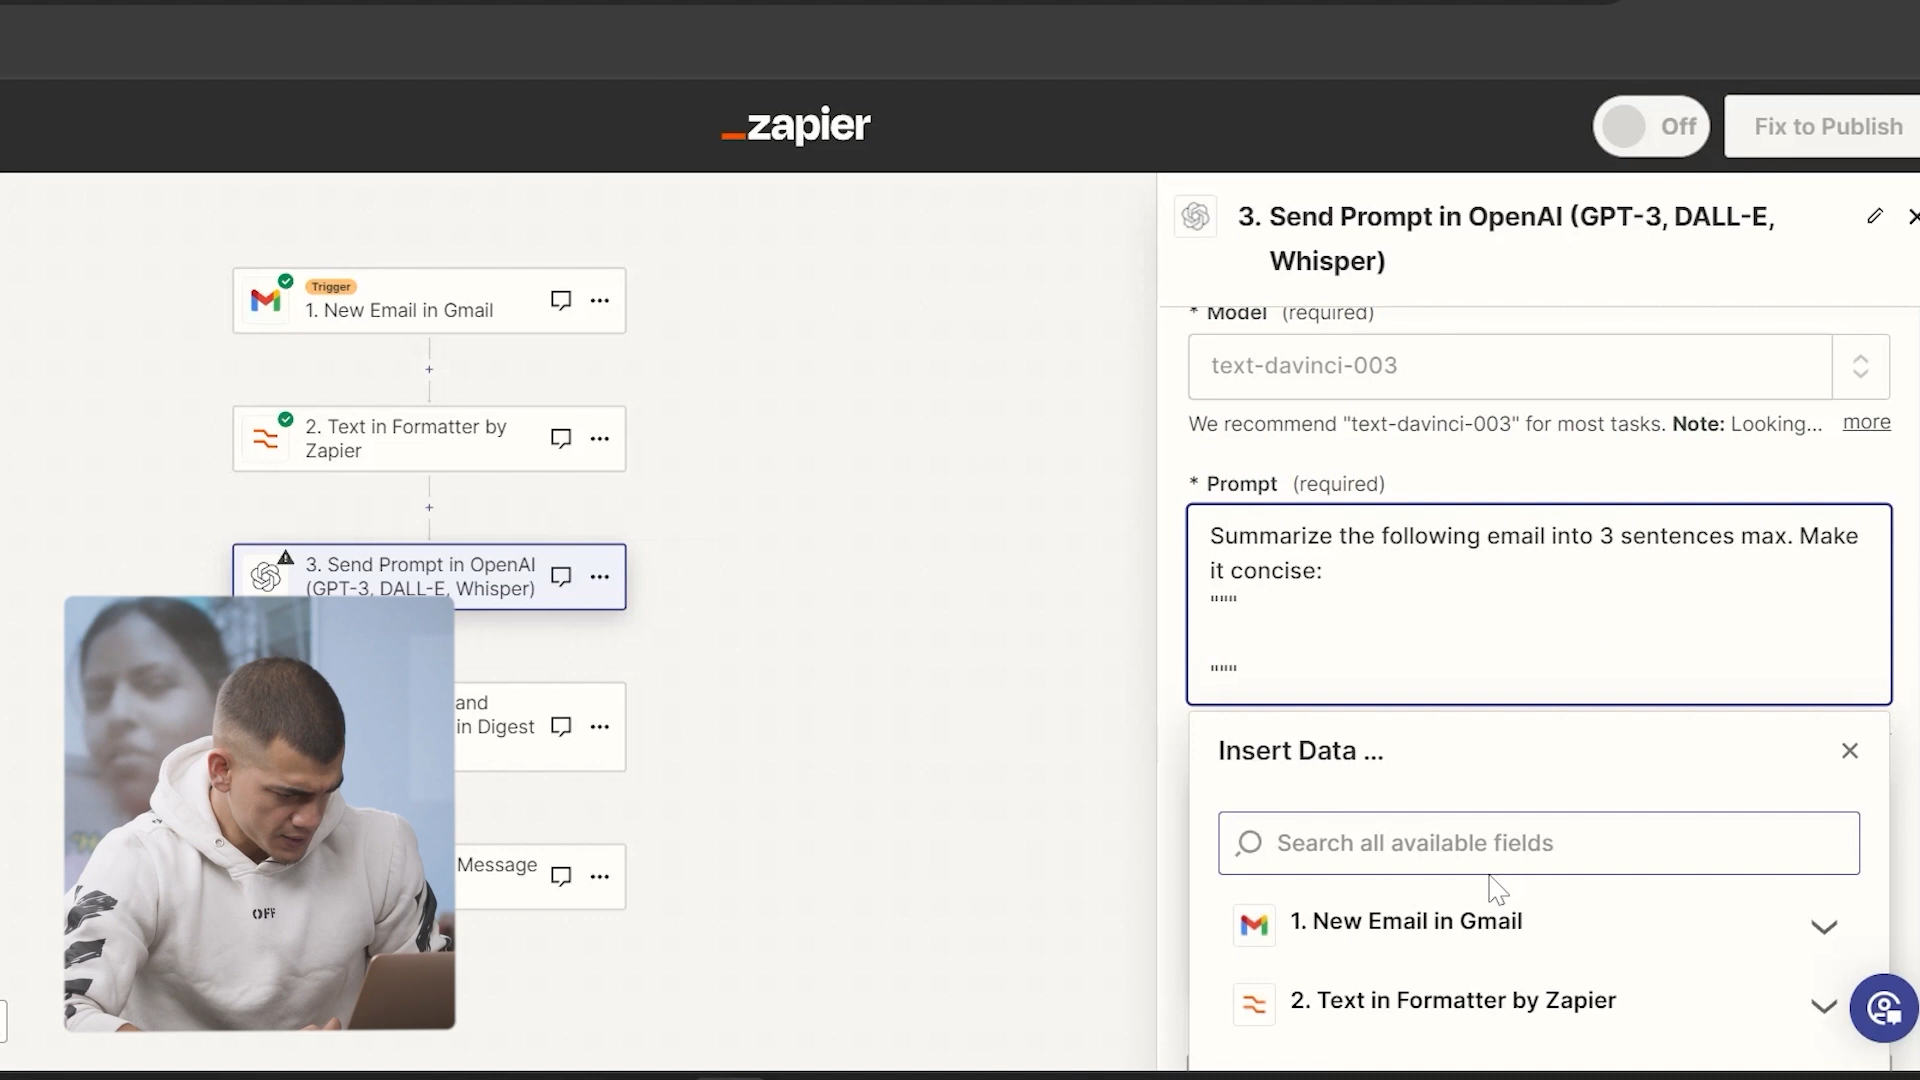 zapier
Off
Fix to Publish
3. Send Prompt in OpenAI (GPT-3, DALL-E,
Whisper)
Trigger
1. New Email in Gmail
2. Text in Formatter by
Zapier
3. Send Prompt in OpenAI
(GPT-3, DALL-E, Whisper)
and
in Digest
Message
OFF
* Model (required)
text-davinci-003
We recommend "text-davinci-003" for most tasks. Note: Looking... more
* Prompt (required)
Summarize the following email into 3 sentences max. Make
it concise:
"""
"""
Insert Data ...
Search all available fields
1. New Email in Gmail
2. Text in Formatter by Zapier